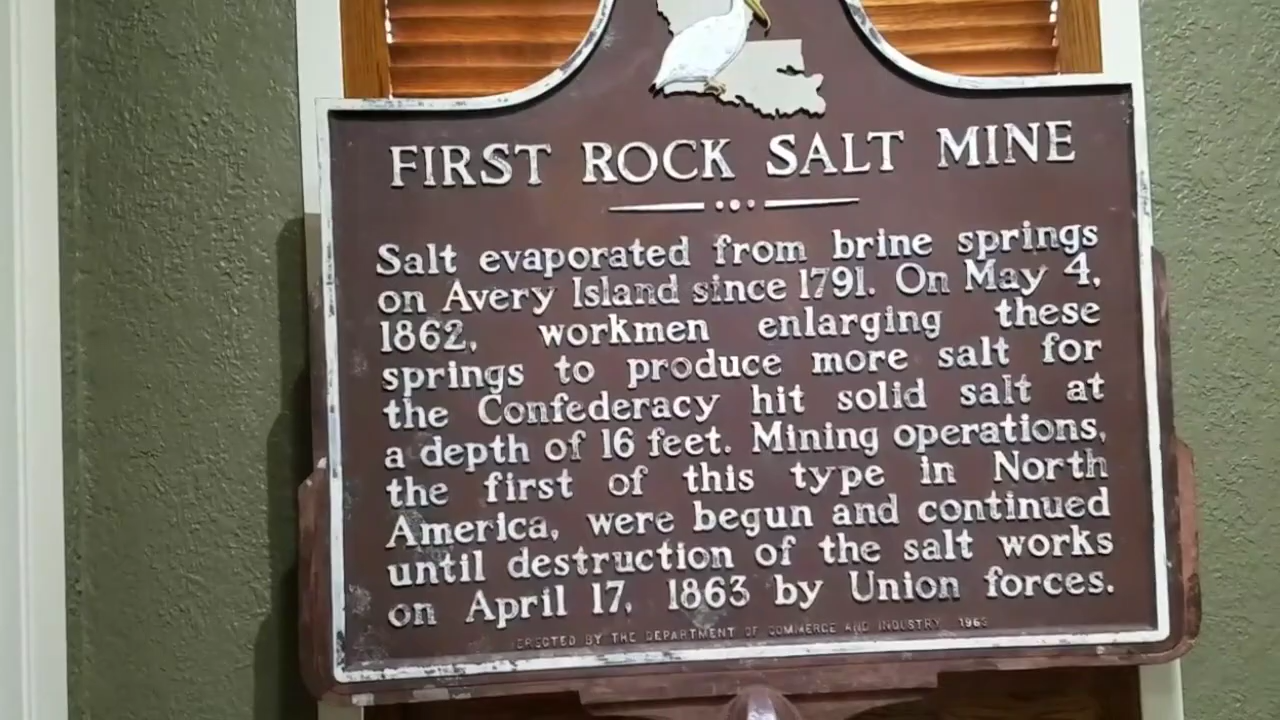 FIRST ROCK SALT MINE
Salt evaporated from brine springs
on Avery Island since 1791. On May 4,
1862, workmen enlarging these
springs to produce more salt for
the Confederacy hit solid salt at
a depth of 16 feet. Mining operations,
the first of this type in North
America, were begun and continued
until destruction of the salt works
on April 17, 1863 by Union forces.
ERECTED BY THE DEPARTMENT OF COMMERCE AND INDUSTRY 1963